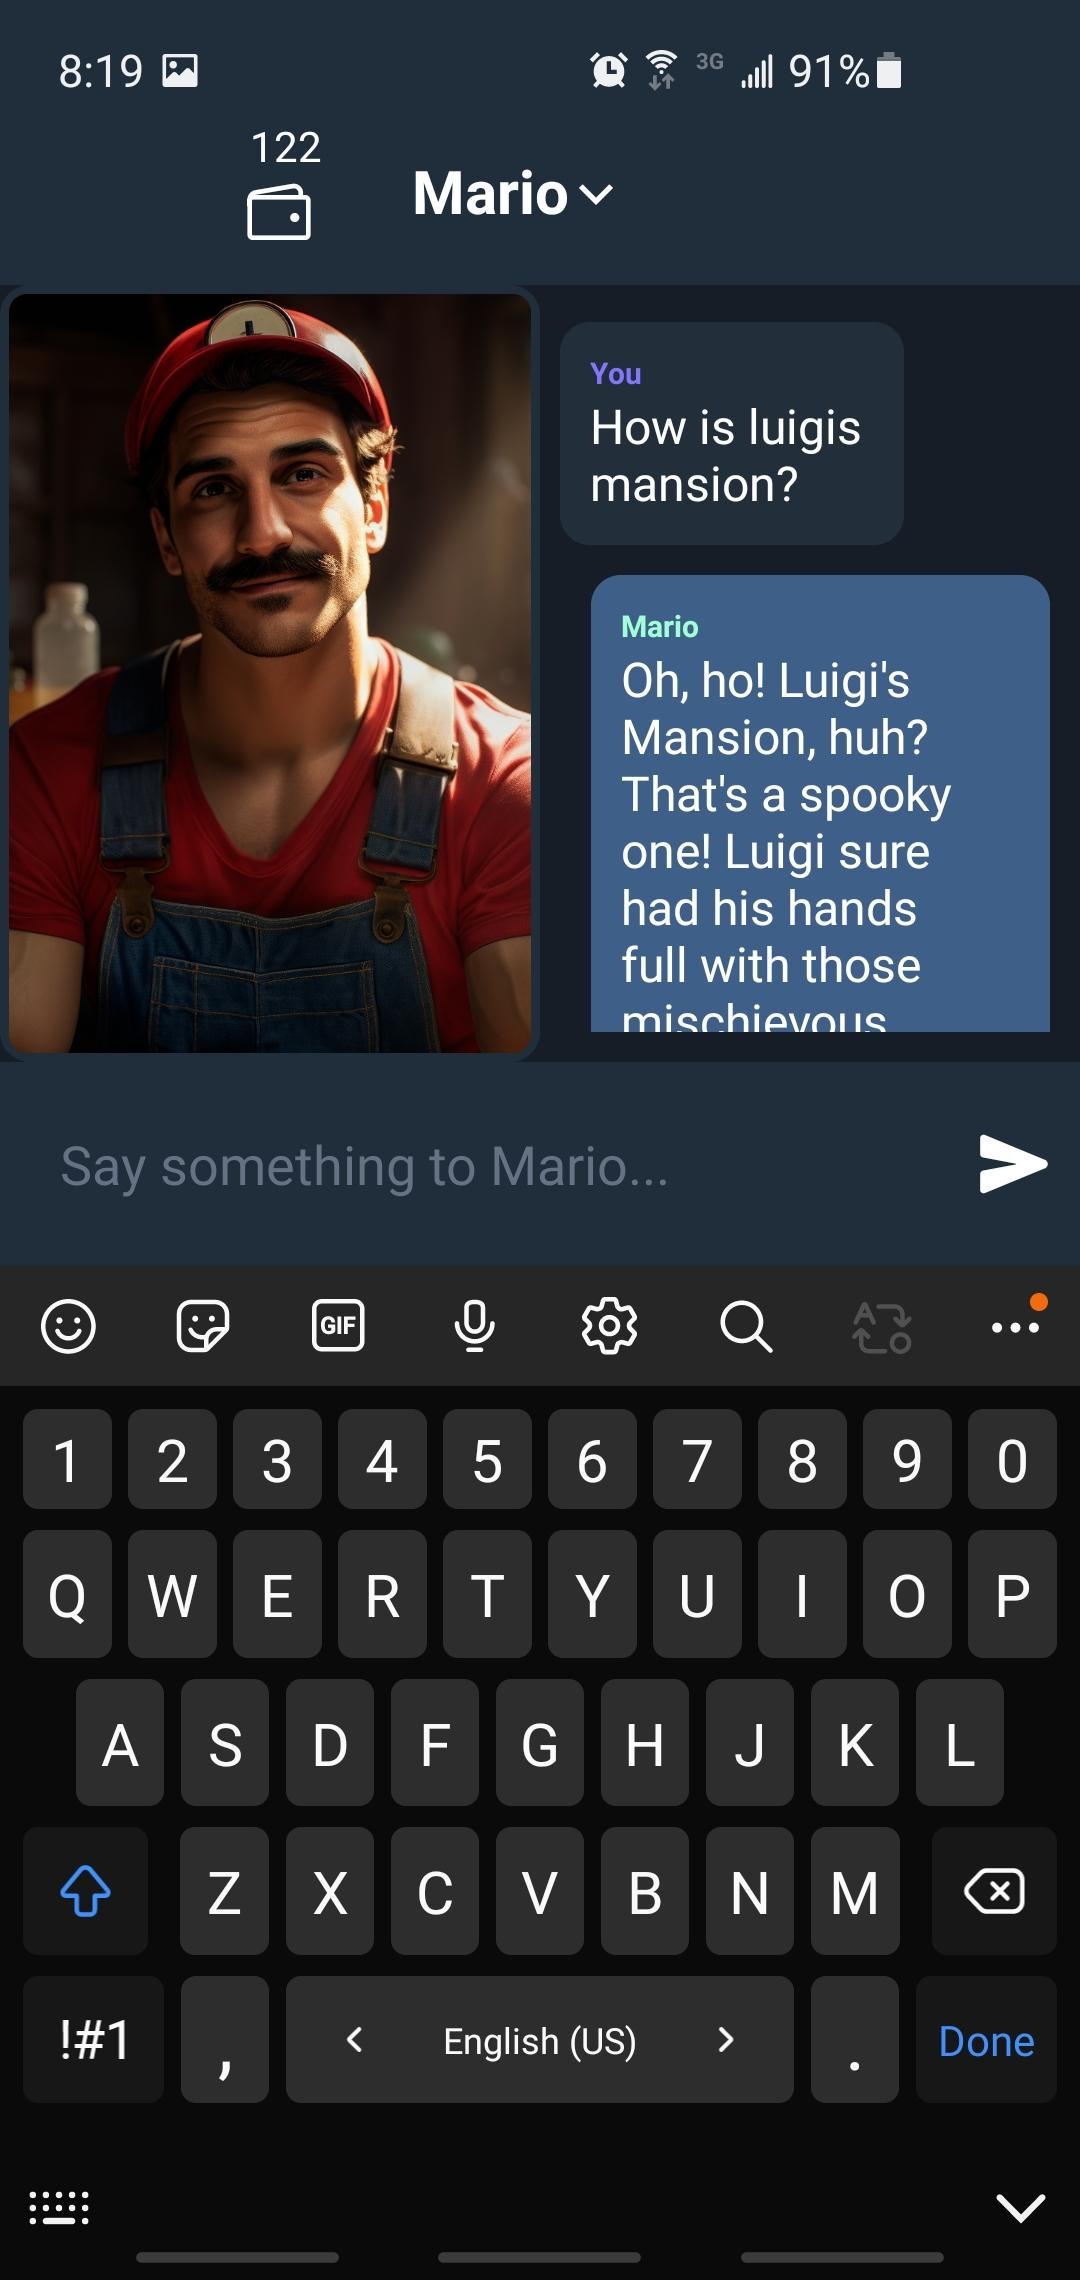 8:19
3G
91%
122
Mario
You
How is luigis
mansion?
Mario
Oh, ho! Luigi's
Mansion, huh?
That's a spooky
one! Luigi sure
had his hands
full with those
mischievous
Say something to Mario...
GIF
1 2 3 4 5 6 7 8 9 0
Q W E R T Y U I O P
A S D F G H J K L
Z X C V B N M
!#1 , English (US) . Done